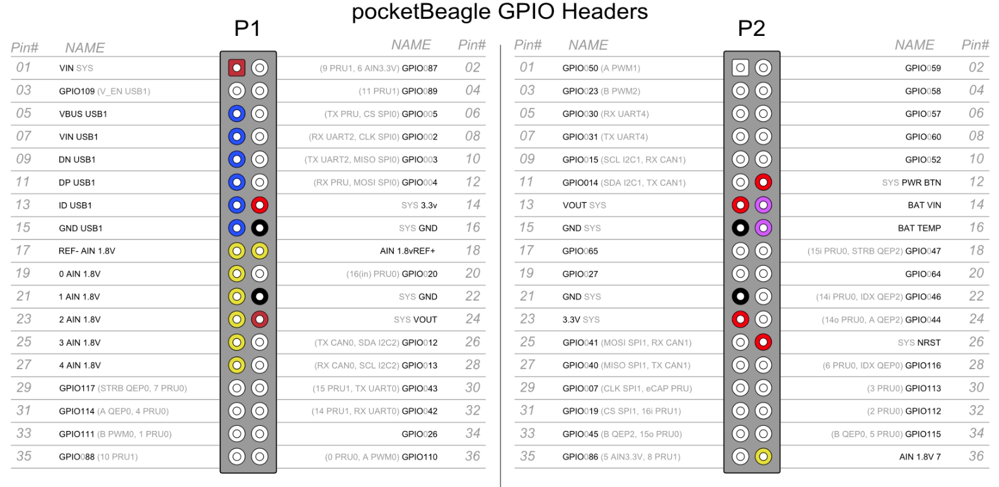 pocketBeagle GPIO Headers
P1
Pin# NAME NAME Pin#
01 VIN SYS (9 PRU1, 6 AIN3.3V) GPIO087 02
03 GPIO109 (V_EN USB1) (11 PRU1) GPIO089 04
05 VBUS USB1 (TX PRU, CS SPI0) GPIO005 06
07 VIN USB1 (RX UART2, CLK SPI0) GPIO002 08
09 DN USB1 (TX UART2, MISO SPI0) GPIO003 10
11 DP USB1 (RX PRU, MOSI SPI0) GPIO004 12
13 ID USB1 SYS 3.3v 14
15 GND USB1 SYS GND 16
17 REF- AIN 1.8V AIN 1.8vREF+ 18
19 0 AIN 1.8V (16(in) PRU0) GPIO020 20
21 1 AIN 1.8V SYS GND 22
23 2 AIN 1.8V SYS VOUT 24
25 3 AIN 1.8V (TX CAN0, SDA I2C2) GPIO012 26
27 4 AIN 1.8V (RX CAN0, SCL I2C2) GPIO013 28
29 GPIO117 (STRB QEP0, 7 PRU0) (15 PRU1, TX UART0) GPIO043 30
31 GPIO114 (A QEP0, 4 PRU0) (14 PRU1, RX UART0) GPIO042 32
33 GPIO111 (B PWM0, 1 PRU0) GPIO026 34
35 GPIO088 (10 PRU1) (0 PRU0, A PWM0) GPIO110 36
P2
Pin# NAME NAME Pin#
01 GPIO050 (A PWM1) GPIO059 02
03 GPIO023 (B PWM2) GPIO058 04
05 GPIO030 (RX UART4) GPIO057 06
07 GPIO031 (TX UART4) GPIO060 08
09 GPIO015 (SCL I2C1, RX CAN1) GPIO052 10
11 GPIO014 (SDA I2C1, TX CAN1) SYS PWR BTN 12
13 VOUT SYS BAT VIN 14
15 GND SYS BAT TEMP 16
17 GPIO065 (15i PRU0, STRB QEP2) GPIO047 18
19 GPIO027 GPIO064 20
21 GND SYS (14i PRU0, IDX QEP2) GPIO046 22
23 3.3V SYS (14o PRU0, A QEP2) GPIO044 24
25 GPIO041 (MOSI SPI1, RX CAN1) SYS NRST 26
27 GPIO040 (MISO SPI1, TX CAN1) (6 PRU0, IDX QEP0) GPIO116 28
29 GPIO007 (CLK SPI1, eCAP PRU) (3 PRU0) GPIO113 30
31 GPIO019 (CS SPI1, 16i PRU1) (2 PRU0) GPIO112 32
33 GPIO045 (B QEP2, 15o PRU0) (B QEP0, 5 PRU0) GPIO115 34
35 GPIO086 (5 AIN3.3V, 8 PRU1) AIN 1.8V 7 36